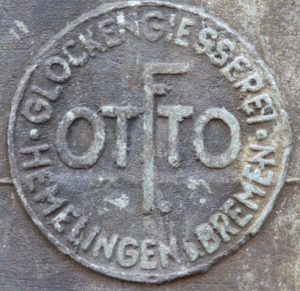 GLOCKENGIESSEREI
F.
OTTO
HEMELINGEN b. BREMEN